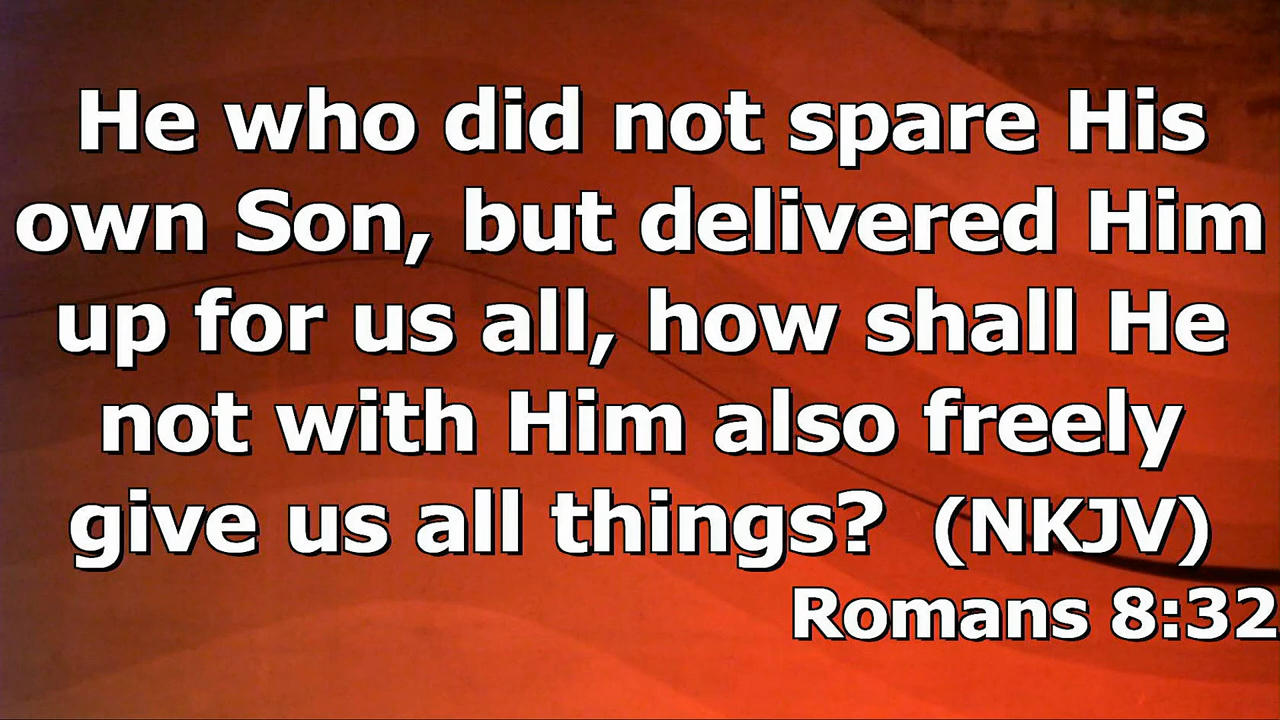 He who did not spare His
own Son, but delivered Him
up for us all, how shall He
not with Him also freely
give us all things? (NKJV)
Romans 8:32